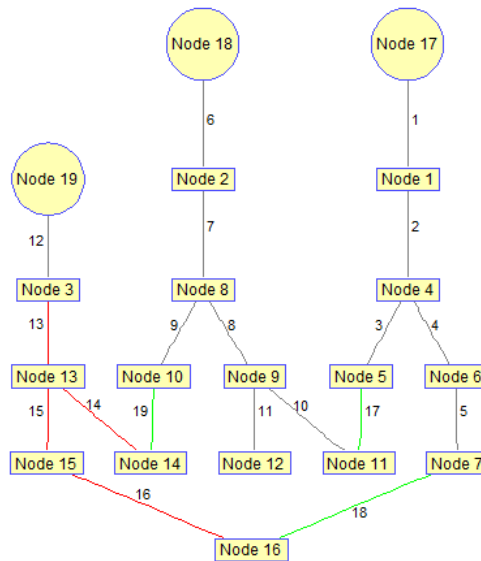 Node 18
Node 17
6
1
Node 19
Node 2
Node 1
12
7
2
Node 3
Node 8
Node 4
13
9
8
3
4
Node 13
Node 10
Node 9
Node 5
Node 6
15
14
19
11
10
17
5
Node 15
Node 14
Node 12
Node 11
Node 7
16
18
Node 16